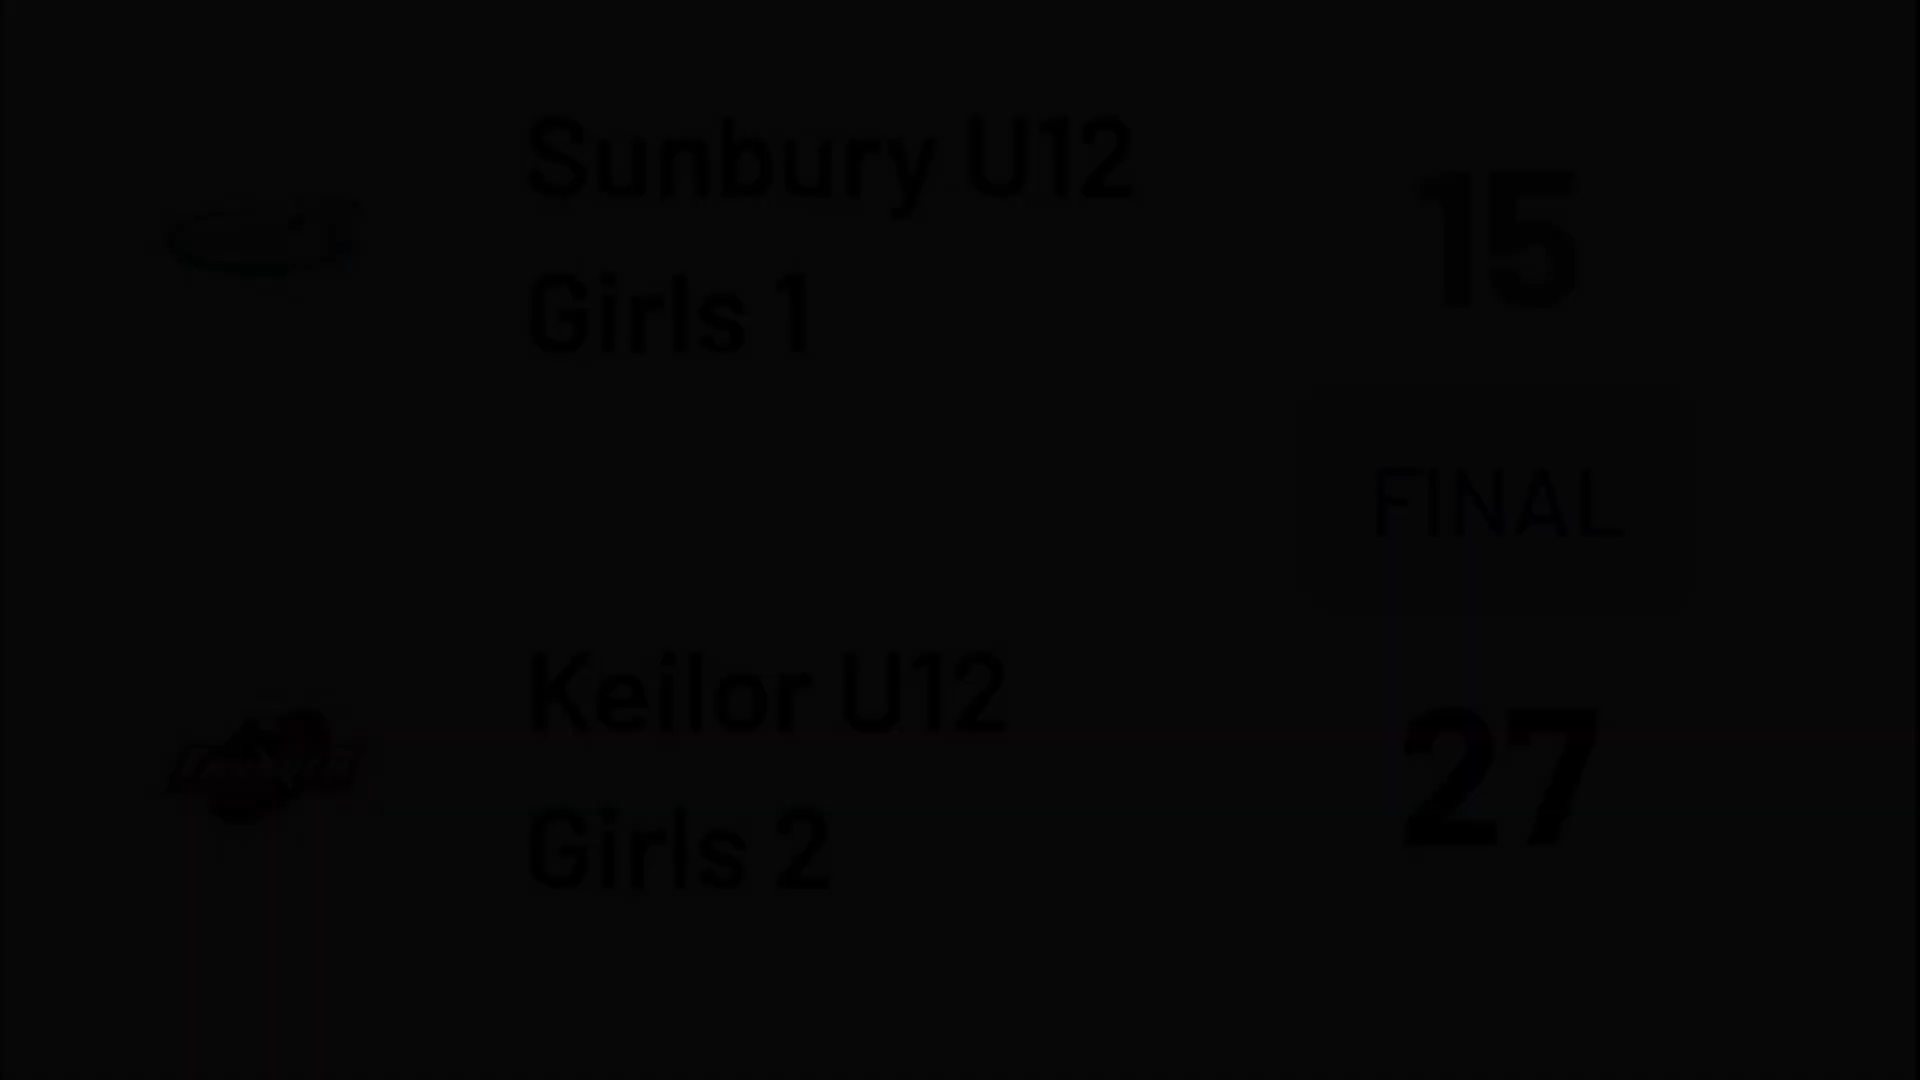 Sunbury U12
Girls 1
15
FINAL
Keilor U12
Girls 2
27